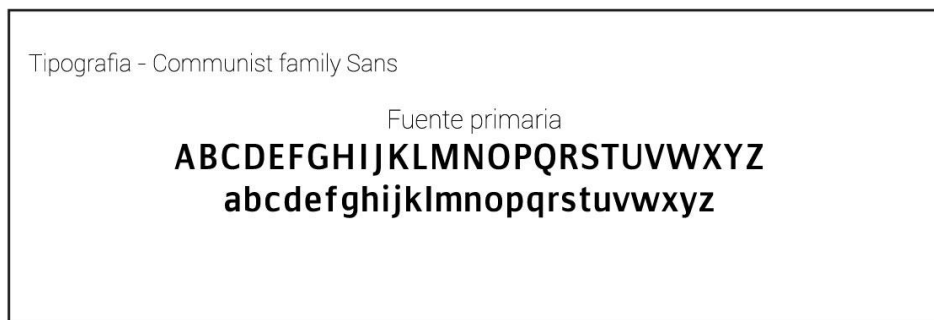 Tipografia - Communist family Sans
Fuente primaria
ABCDEFGHIJKLMNOPQRSTUVWXYZ
abcdefghijklmnopqrstuvwxyz